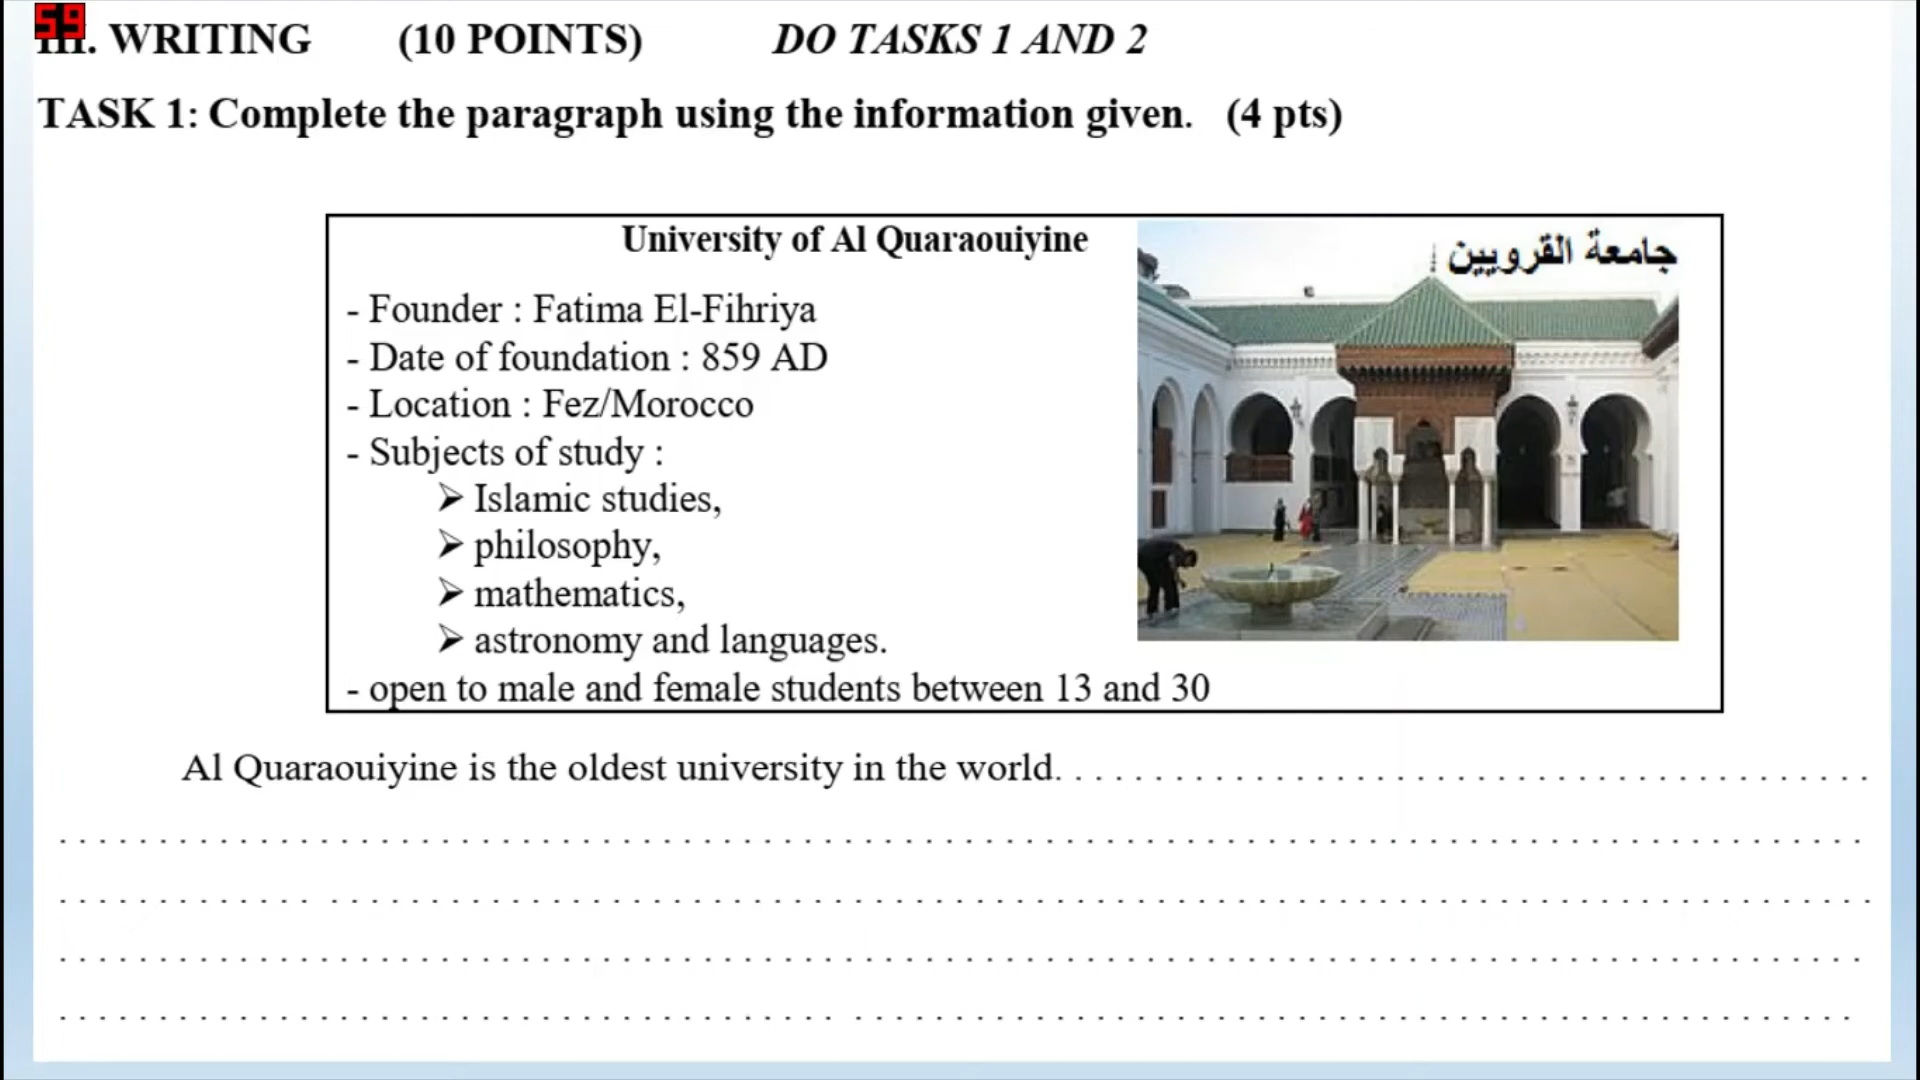 59
III. WRITING (10 POINTS) DO TASKS 1 AND 2
TASK 1: Complete the paragraph using the information given. (4 pts)
University of Al Quaraouiyine
جامعة القرويين
- Founder : Fatima El-Fihriya
- Date of foundation : 859 AD
- Location : Fez/Morocco
- Subjects of study :
➢ Islamic studies,
➢ philosophy,
➢ mathematics,
➢ astronomy and languages.
- open to male and female students between 13 and 30
Al Quaraouiyine is the oldest university in the world.